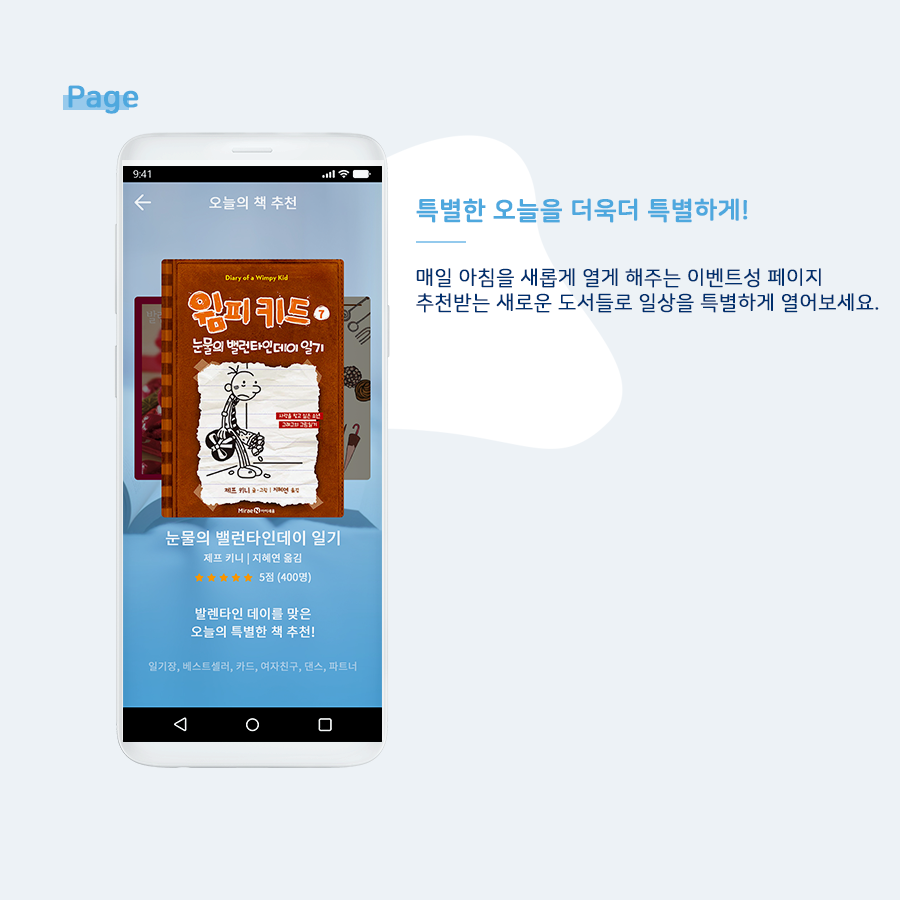 Page
9:41
오늘의 책 추천
특별한 오늘을 더욱더 특별하게!
매일 아침을 새롭게 열게 해주는 이벤트성 페이지
추천받는 새로운 도서들로 일상을 특별하게 열어보세요.
Diary of a Wimpy Kid
윔피 키드 7
눈물의 밸런타인데이 일기
사랑을 찾고 싶은 소년
그레그의 그림일기
제프 키니 글·그림 | 지혜연 옮김
Mirae N 아이세움
눈물의 밸런타인데이 일기
제프 키니 | 지혜연 옮김
★★★★★ 5점 (400명)
발렌타인 데이를 맞은
오늘의 특별한 책 추천!
일기장, 베스트셀러, 카드, 여자친구, 댄스, 파트너